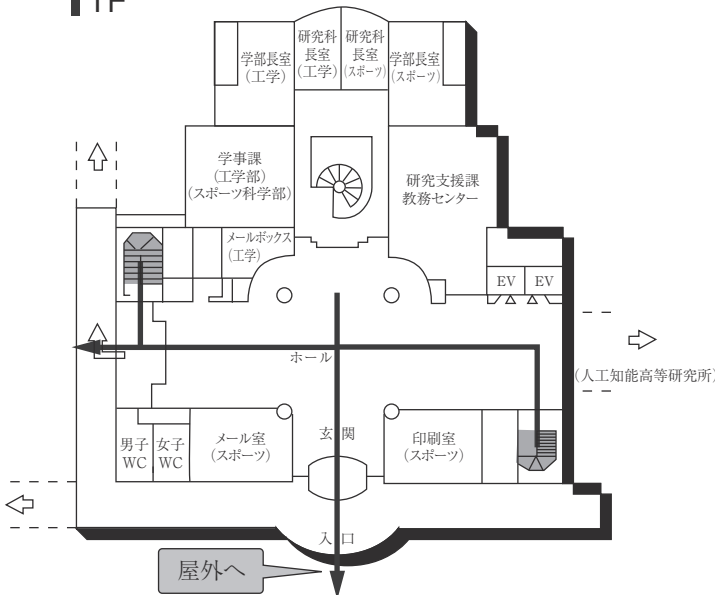 1F
学部長室
(工学)
研究科
長室
(工学)
研究科
長室
(スポーツ)
学部長室
(スポーツ)
学事課
(工学部)
(スポーツ科学部)
研究支援課
教務センター
メールボックス
(工学)
EV
EV
ホール
(人工知能高等研究所)
男子
WC
女子
WC
メール室
(スポーツ)
玄関
印刷室
(スポーツ)
入口
屋外へ